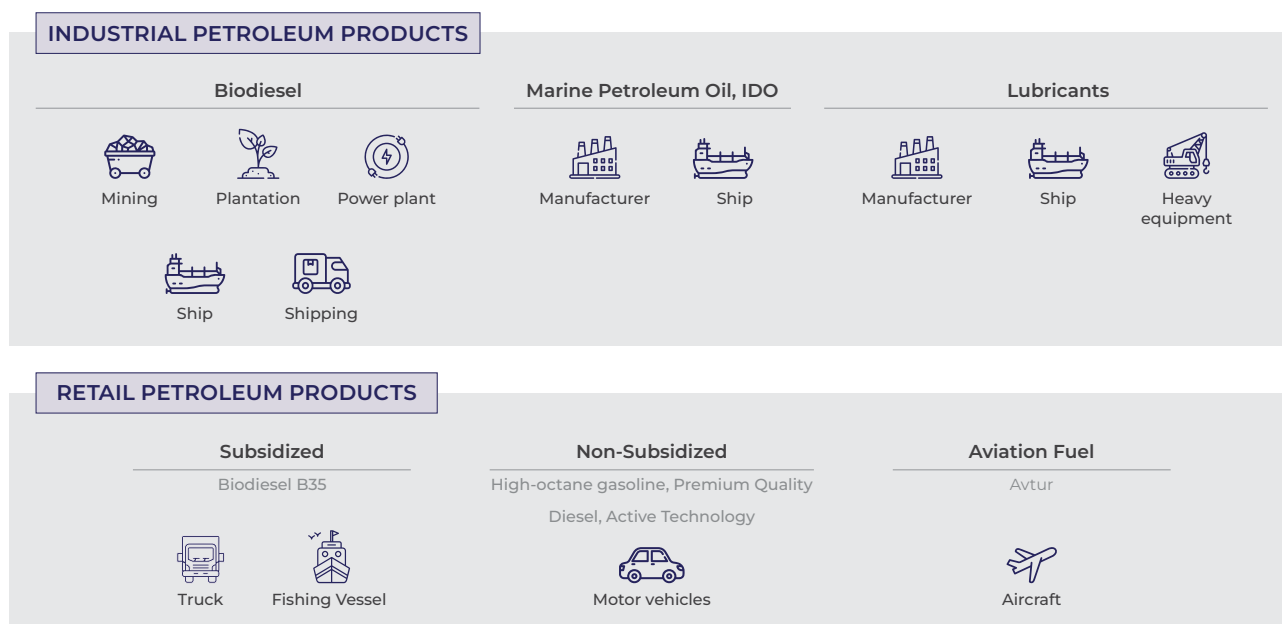 INDUSTRIAL PETROLEUM PRODUCTS
Biodiesel
Mining
Plantation
Power plant
Ship
Shipping
Marine Petroleum Oil, IDO
Manufacturer
Ship
Lubricants
Manufacturer
Ship
Heavy
equipment
RETAIL PETROLEUM PRODUCTS
Subsidized
Biodiesel B35
Truck
Fishing Vessel
Non-Subsidized
High-octane gasoline, Premium Quality
Diesel, Active Technology
Motor vehicles
Aviation Fuel
Avtur
Aircraft